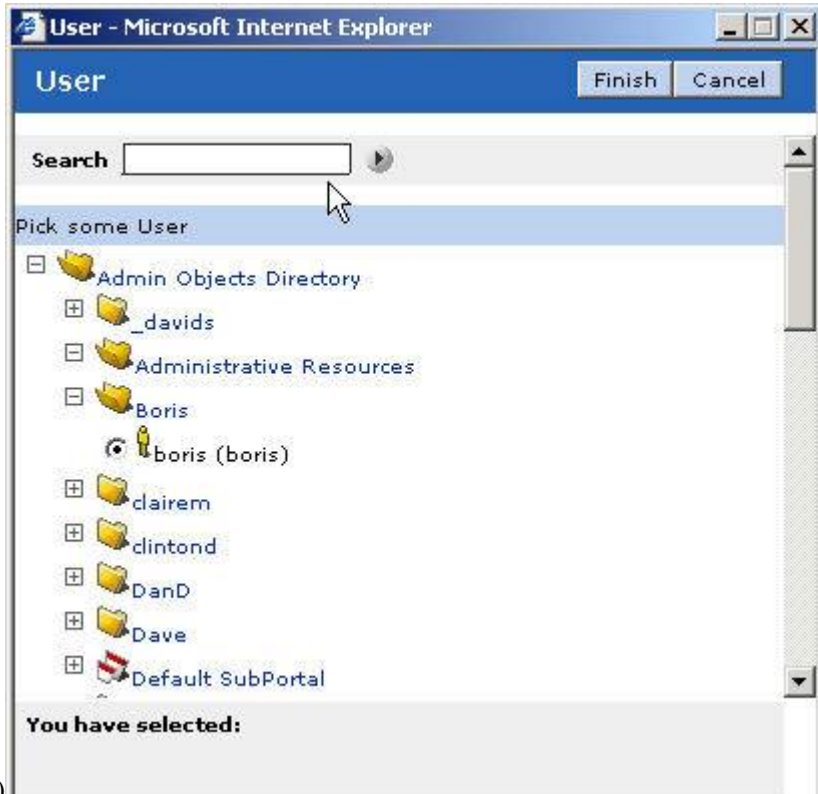 User - Microsoft Internet Explorer
User Finish Cancel
Search
Pick some User
Admin Objects Directory
_davids
Administrative Resources
Boris
boris (boris)
clairem
clintond
DanD
Dave
Default SubPortal
You have selected:
)